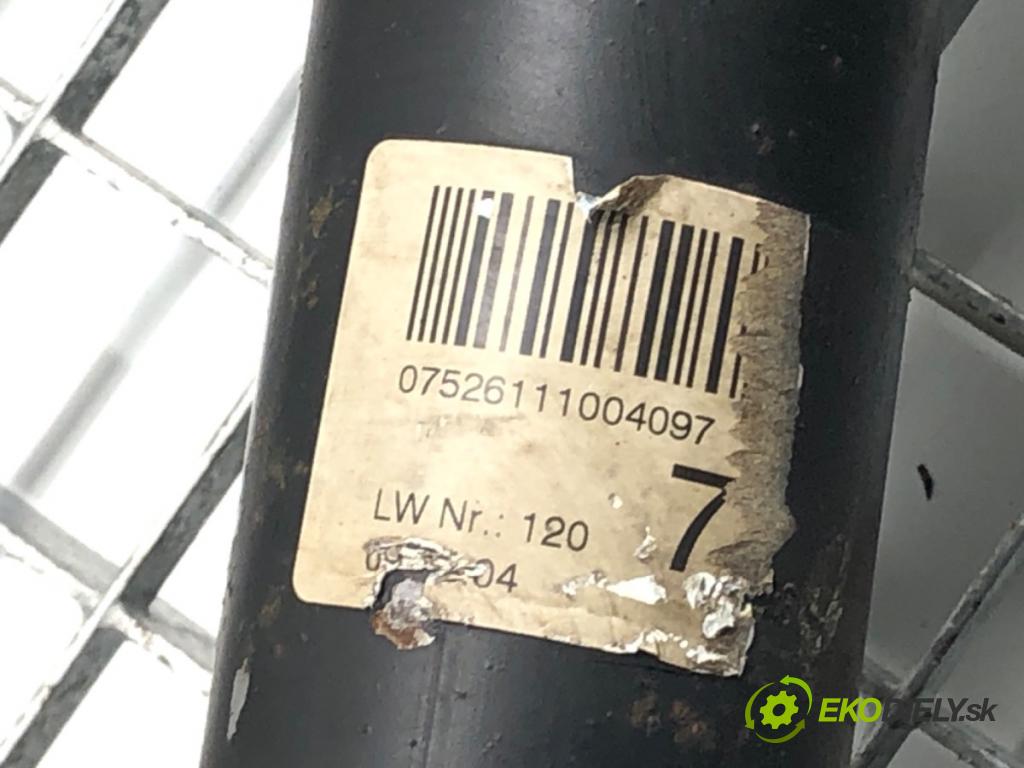 07526111004097
LW Nr.: 120
7
EKODIELY.sk